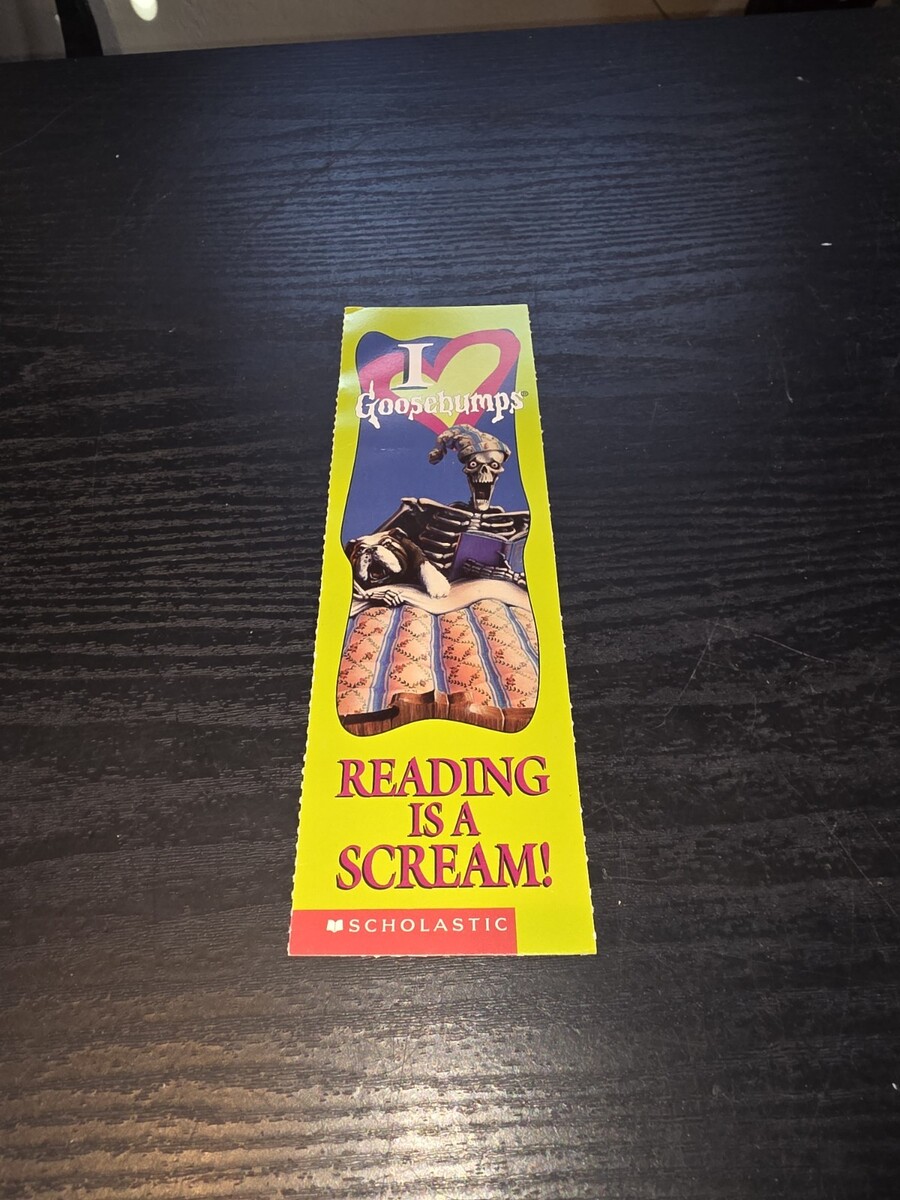 I
Goosebumps®
READING
IS A
SCREAM!
SCHOLASTIC